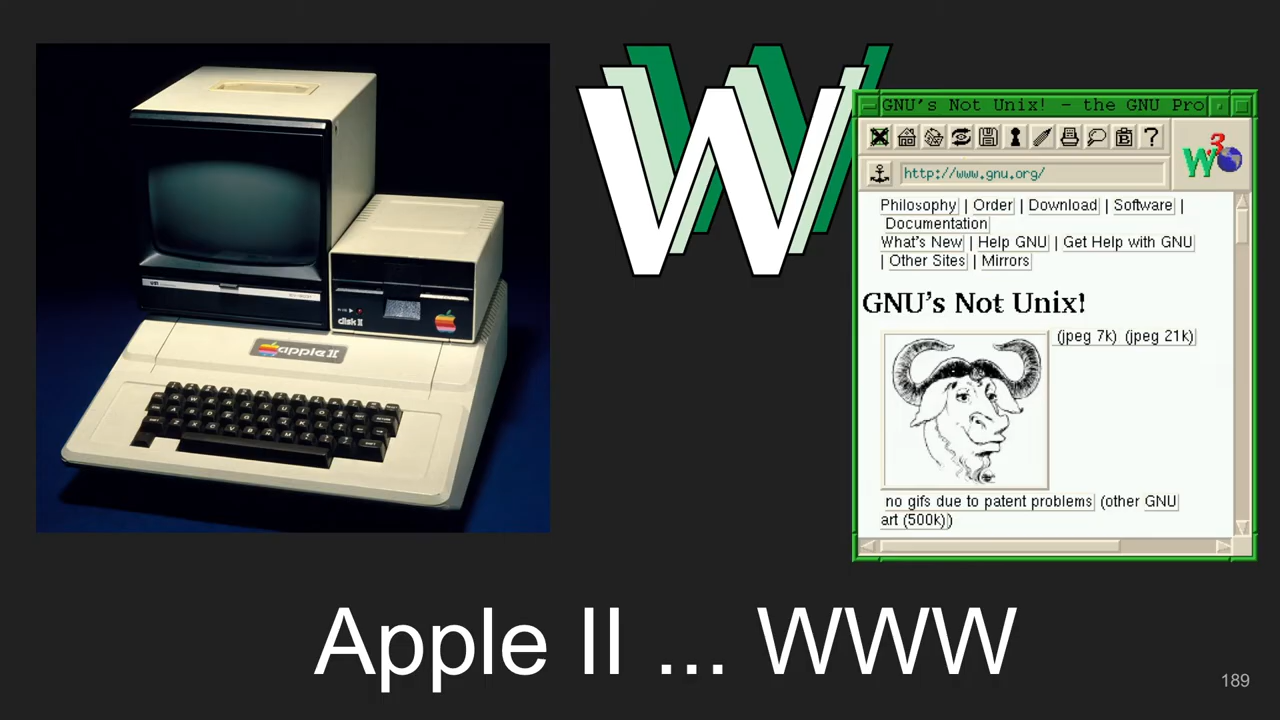 disk II
apple II
WWW
GNU's Not Unix! - the GNU Pro
W3
http://www.gnu.org/
Philosophy | Order | Download | Software |
Documentation
What's New | Help GNU | Get Help with GNU
| Other Sites | Mirrors
GNU's Not Unix!
(jpeg 7k) (jpeg 21k)
no gifs due to patent problems (other GNU
art (500k))
Apple II ... WWW
189